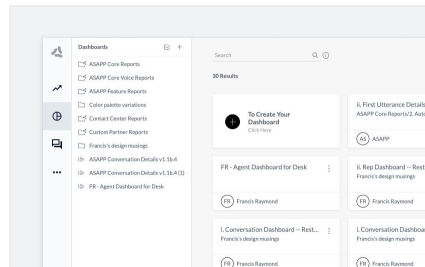 Dashboards
ASAPP Core Reports
ASAPP Core Voice Reports
ASAPP Feature Reports
Color palette variations
Contact Center Reports
Custom Partner Reports
Francis's design musings
ASAPP Conversation Details v1.1b.4
ASAPP Conversation Details v1.1b.4 (1)
FR - Agent Dashboard for Desk
Search
30 Results
To Create Your
Dashboard
Click Here
ii. First Utterance Details
ASAPP Core Reports/2. Auto
AS ASAPP
FR - Agent Dashboard for Desk
FR Francis Raymond
ii. Rep Dashboard -- Rest
Francis's design musings
FR Francis Raymond
i. Conversation Dashboard -- Rest...
Francis's design musings
FR Francis Raymond
i. Conversation Dashboar
Francis's design musings
FR Francis Raymond